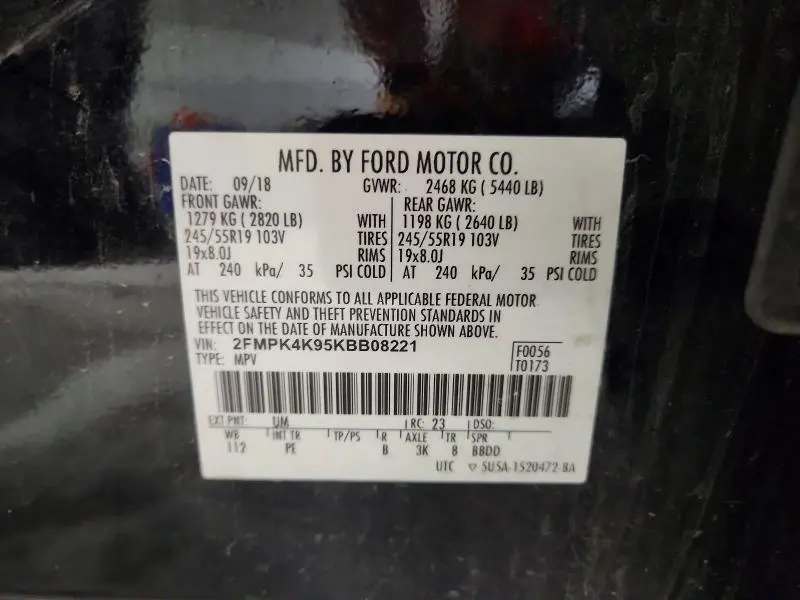 MFD. BY FORD MOTOR CO.
DATE: 09/18 GVWR: 2468 KG ( 5440 LB)
FRONT GAWR: REAR GAWR:
1279 KG ( 2820 LB) WITH 1198 KG ( 2640 LB) WITH
245/55R19 103V TIRES 245/55R19 103V TIRES
19x8.0J RIMS 19x8.0J RIMS
AT 240 kPa/ 35 PSI COLD AT 240 kPa/ 35 PSI COLD
THIS VEHICLE CONFORMS TO ALL APPLICABLE FEDERAL MOTOR
VEHICLE SAFETY AND THEFT PREVENTION STANDARDS IN
EFFECT ON THE DATE OF MANUFACTURE SHOWN ABOVE.
VIN: 2FMPK4K95KBB08221 F0056
TYPE: MPV T0173
EXT PNT: UM RC: 23 DSO:
WB INT TR TP/PS R AXLE TR SPR
112 PE B 3K 8 BBDD
UTC ▽ 5U5A-1520472-BA